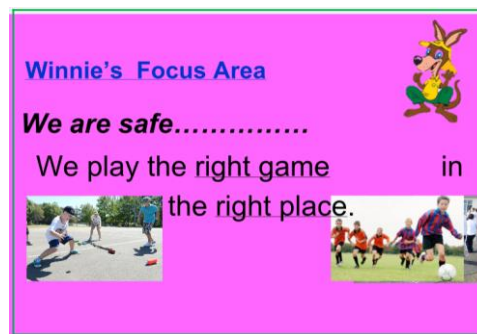 Winnie's  Focus Area
We are safe……………
We play the right game in
the right place.